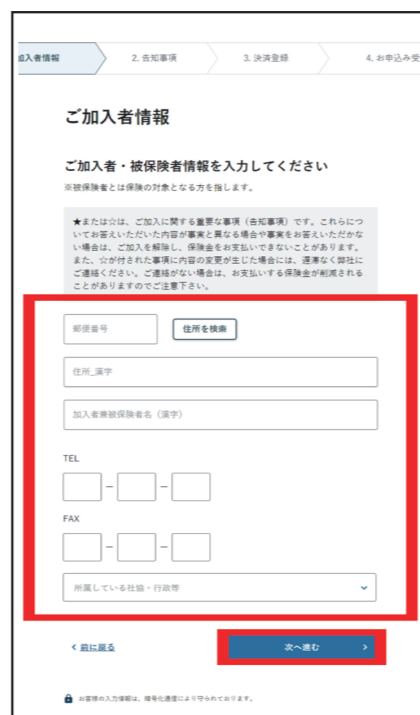 加入者情報
2. 告知事項
3. 決済登録
4. お申込み受
ご加入者情報
ご加入者・被保険者情報を入力してください
※被保険者とは保険の対象となる方を指します。
★または☆は、ご加入に関する重要な事項（告知事項）です。これらにつ
いてお答えいただいた内容が事実と異なる場合や事実をお答えいただかな
い場合は、ご加入を解除し、保険金をお支払いできないことがあります。
また、☆が付された事項に内容の変更が生じた場合には、遅滞なく弊社に
ご連絡ください。ご連絡がない場合は、お支払いする保険金が削減される
ことがありますのでご注意下さい。
郵便番号
住所を検索
住所_漢字
加入者兼被保険者名（漢字）
TEL
– –
FAX
– –
所属している社協・行政等
前に戻る
次へ進む
お客様の入力情報は、暗号化通信により守られております。